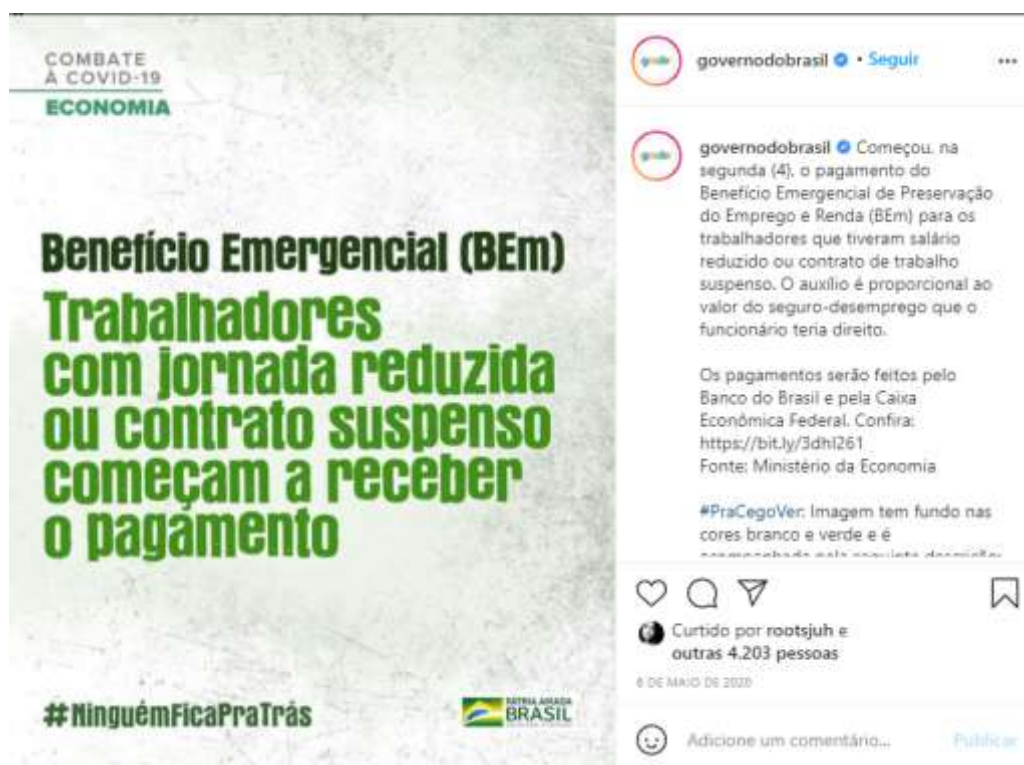 COMBATE
À COVID-19
ECONOMIA
Benefício Emergencial (BEm)
Trabalhadores
com jornada reduzida
ou contrato suspenso
começam a receber
o pagamento
#NinguémFicaPraTrás
PÁTRIA AMADA
BRASIL
governodobrasil • Seguir
governodobrasil Começou, na
segunda (4), o pagamento do
Benefício Emergencial de Preservação
do Emprego e Renda (BEm) para os
trabalhadores que tiveram salário
reduzido ou contrato de trabalho
suspenso. O auxílio é proporcional ao
valor do seguro-desemprego que o
funcionário teria direito.
Os pagamentos serão feitos pelo
Banco do Brasil e pela Caixa
Econômica Federal. Confira:
https://bit.ly/3dhI261
Fonte: Ministério da Economia
#PraCegoVer: Imagem tem fundo nas
cores branco e verde e é
acompanhada pela seguinte descrição:
Curtido por rootsjuh e
outras 4.203 pessoas
6 DE MAIO DE 2020
Adicione um comentário... Publicar